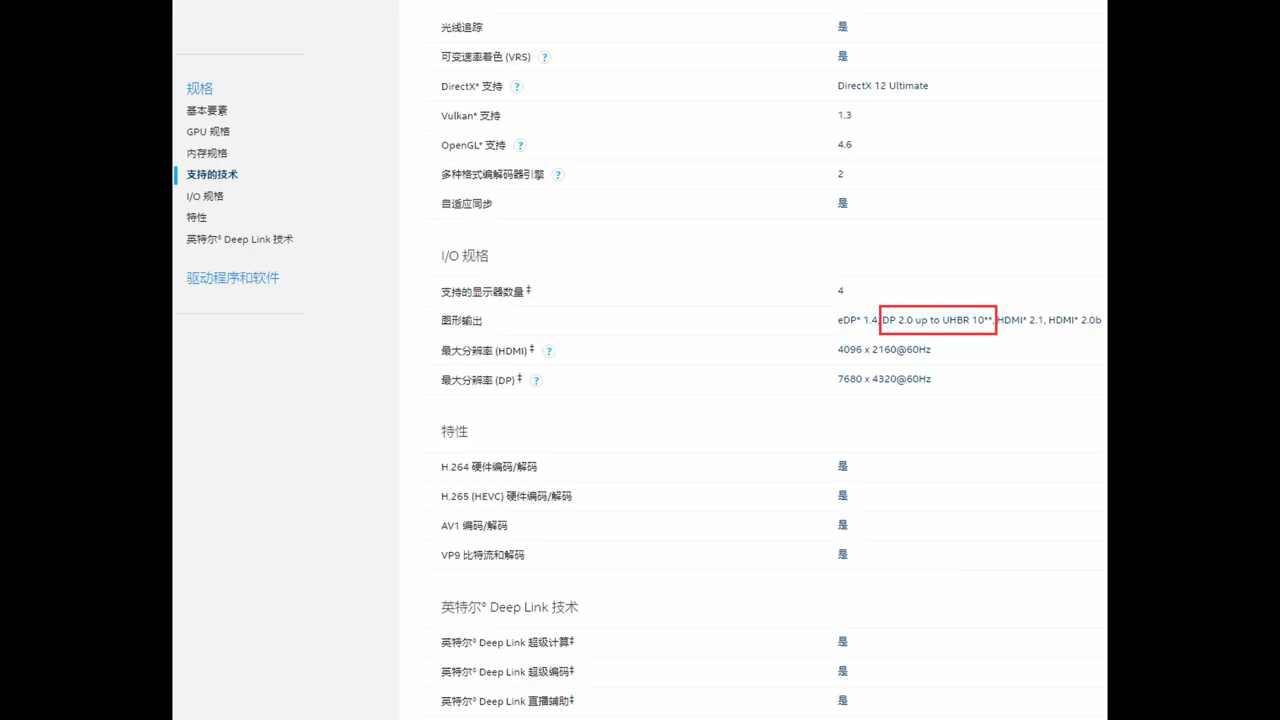 规格
基本要素
GPU 规格
内存规格
支持的技术
I/O 规格
特性
英特尔® Deep Link 技术
驱动程序和软件
光线追踪 是
可变速率着色 (VRS) ? 是
DirectX* 支持 ? DirectX 12 Ultimate
Vulkan* 支持 1.3
OpenGL* 支持 ? 4.6
多种格式编解码器引擎 ? 2
自适应同步 是
I/O 规格
支持的显示器数量 ‡ 4
图形输出 eDP* 1.4, DP 2.0 up to UHBR 10**, HDMI* 2.1, HDMI* 2.0b
最大分辨率 (HDMI) ‡ ? 4096 x 2160@60Hz
最大分辨率 (DP) ‡ ? 7680 x 4320@60Hz
特性
H.264 硬件编码/解码 是
H.265 (HEVC) 硬件编码/解码 是
AV1 编码/解码 是
VP9 比特流和解码 是
英特尔® Deep Link 技术
英特尔® Deep Link 超级计算‡ 是
英特尔® Deep Link 超级编码‡ 是
英特尔® Deep Link 直播辅助‡ 是